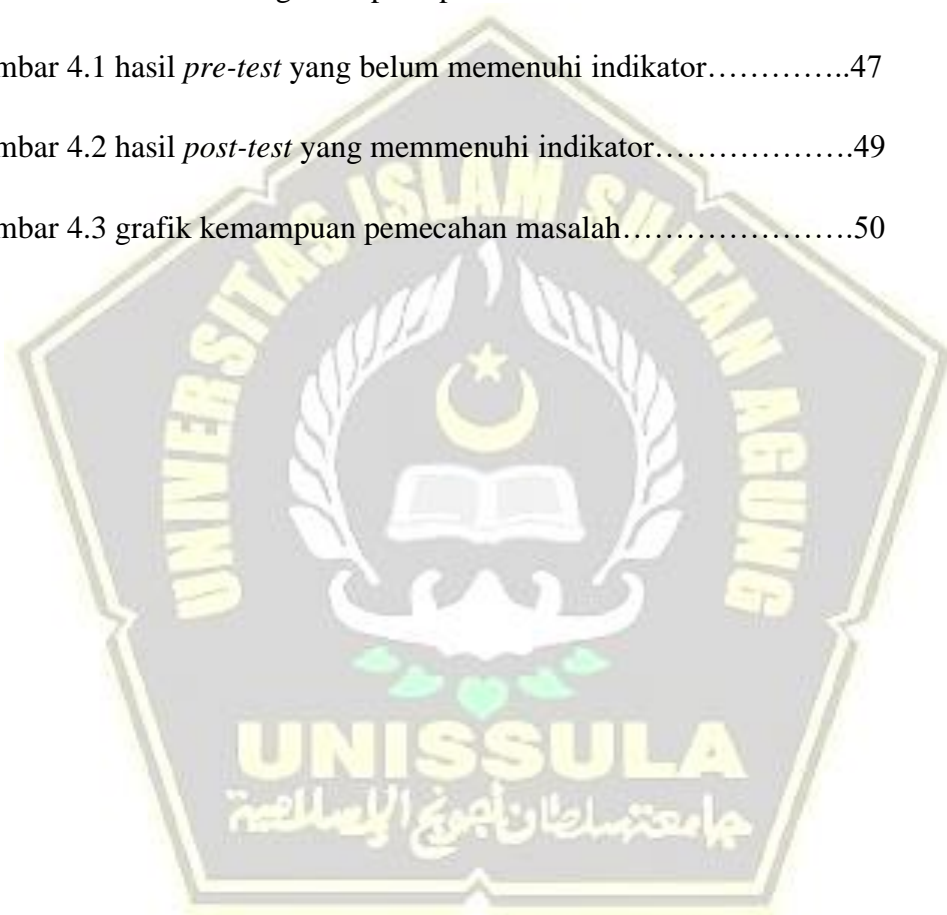 mbar 4.1 hasil pre-test yang belum memenuhi indikator…………..47
mbar 4.2 hasil post-test yang memmenuhi indikator……………….49
mbar 4.3 grafik kemampuan pemecahan masalah………………….50
UNIVERSITAS ISLAM SULTAN AGUNG
UNISSULA
جامعة سلطان أجونج الإسلامية